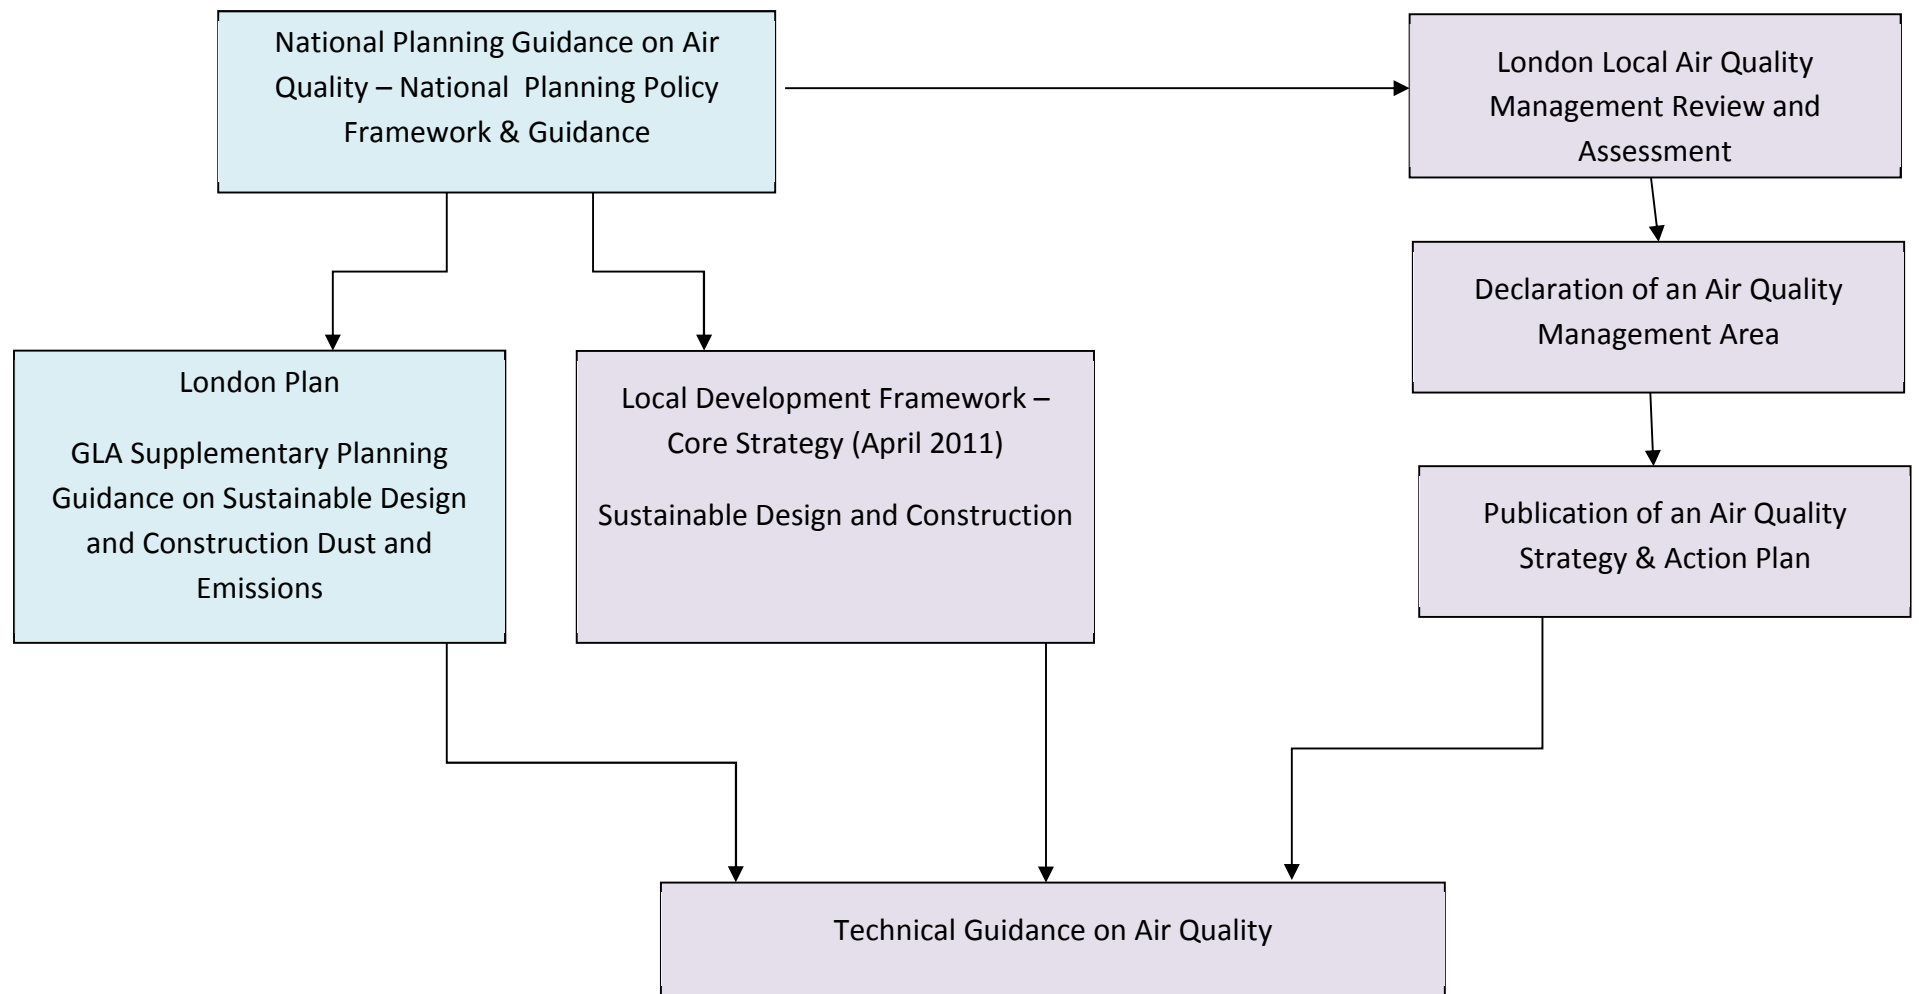 National Planning Guidance on Air
Quality – National  Planning Policy
Framework & Guidance
London Local Air Quality
Management Review and
Assessment
Declaration of an Air Quality
Management Area
London Plan
GLA Supplementary Planning
Guidance on Sustainable Design
and Construction Dust and
Emissions
Local Development Framework –
Core Strategy (April 2011)
Sustainable Design and Construction
Publication of an Air Quality
Strategy & Action Plan
Technical Guidance on Air Quality